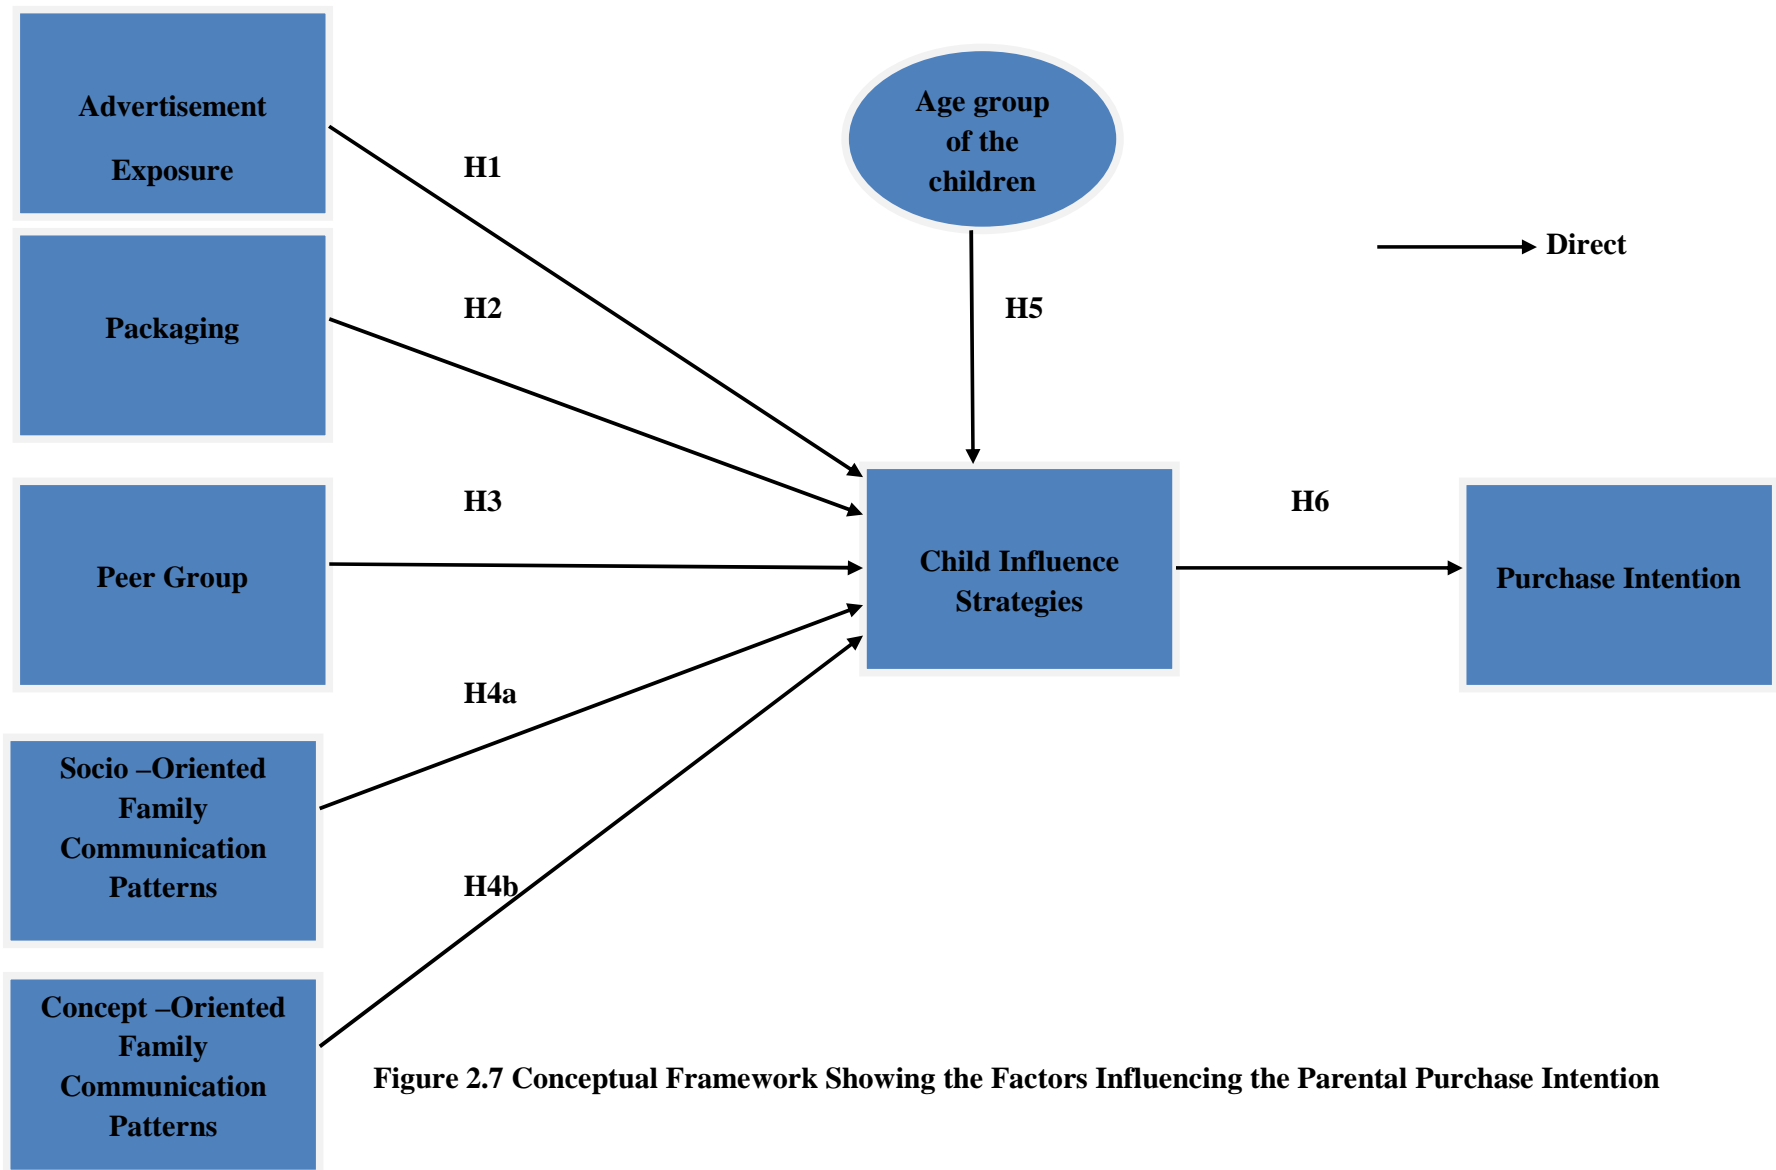 Advertisement
Exposure
H1
Age group
of the
children
Direct
Packaging
H2
H5
Peer Group
H3
Child Influence
Strategies
H6
Purchase Intention
Socio –Oriented
Family
Communication
Patterns
H4a
Concept –Oriented
Family
Communication
Patterns
H4b
Figure 2.7 Conceptual Framework Showing the Factors Influencing the Parental Purchase Intention